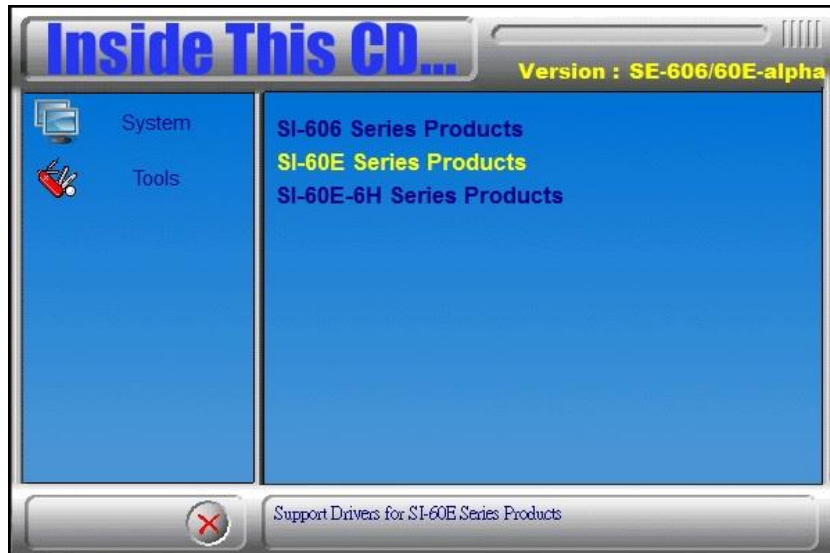 Inside This CD...
Version : SE-606/60E-alpha
System
Tools
SI-606 Series Products
SI-60E Series Products
SI-60E-6H Series Products
Support Drivers for SI-60E Series Products